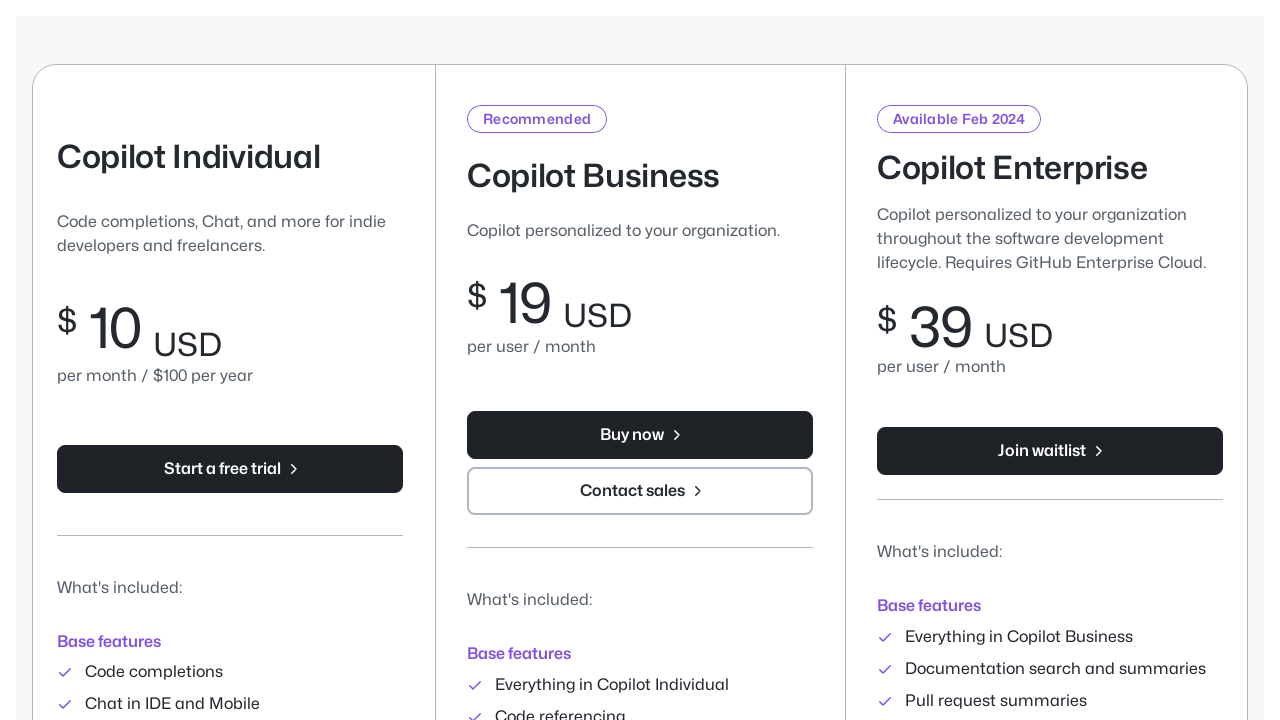 Copilot Individual
Code completions, Chat, and more for indie
developers and freelancers.
$ 10 USD
per month / $100 per year
Start a free trial
What's included:
Base features
Code completions
Chat in IDE and Mobile
Recommended
Copilot Business
Copilot personalized to your organization.
$ 19 USD
per user / month
Buy now
Contact sales
What's included:
Base features
Everything in Copilot Individual
Code referencing
Available Feb 2024
Copilot Enterprise
Copilot personalized to your organization
throughout the software development
lifecycle. Requires GitHub Enterprise Cloud.
$ 39 USD
per user / month
Join waitlist
What's included:
Base features
Everything in Copilot Business
Documentation search and summaries
Pull request summaries